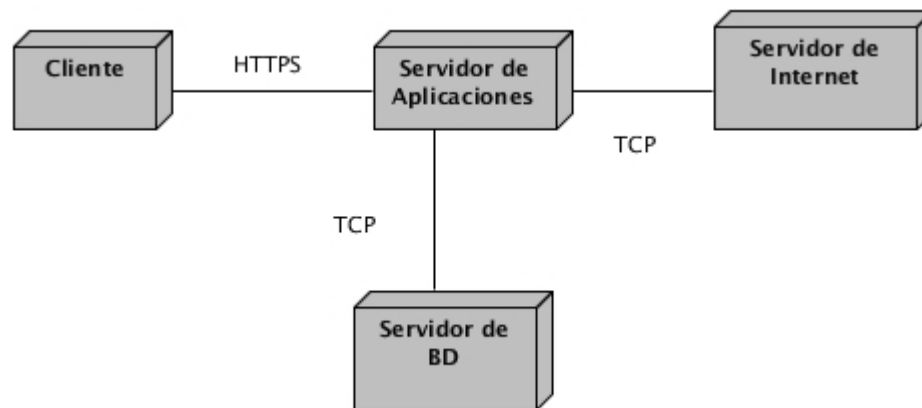 Cliente
HTTPS
Servidor de
Aplicaciones
Servidor de
Internet
TCP
TCP
Servidor de
BD